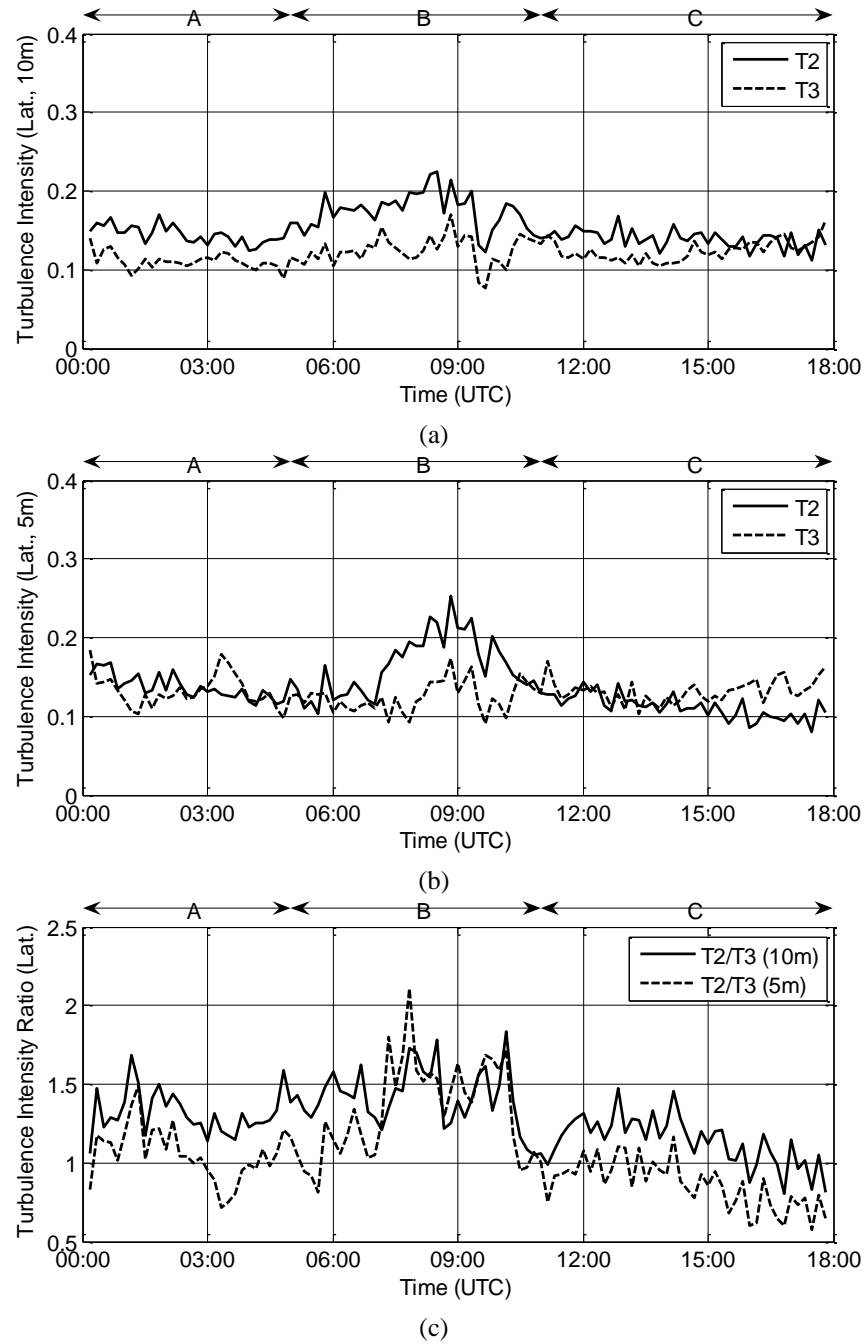 A B C
0.4
0.3
0.2
0.1
0
Turbulence Intensity (Lat., 10m)
T2
T3
00:00 03:00 06:00 09:00 12:00 15:00 18:00
Time (UTC)
(a)
A B C
0.4
0.3
0.2
0.1
0
Turbulence Intensity (Lat., 5m)
T2
T3
00:00 03:00 06:00 09:00 12:00 15:00 18:00
Time (UTC)
(b)
A B C
2.5
2
1.5
1
0.5
Turbulence Intensity Ratio (Lat.)
T2/T3 (10m)
T2/T3 (5m)
00:00 03:00 06:00 09:00 12:00 15:00 18:00
Time (UTC)
(c)